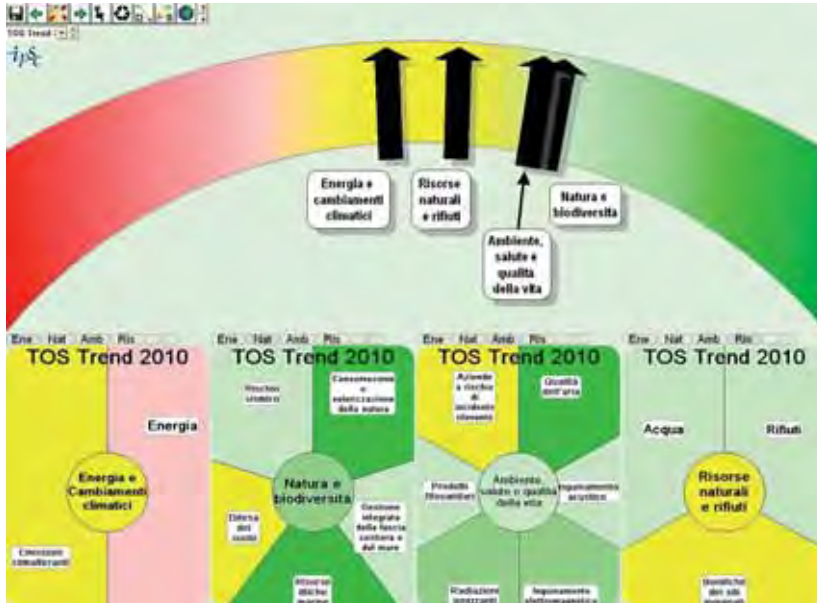 TOS Trend
Energia e
cambiamenti
climatici
Risorse
naturali
e rifiuti
Natura e
biodiversità
Ambiente,
salute e
qualità
della vita
Ene Nat Amb Ris
TOS Trend 2010
Energia
Energia e
Cambiamenti
climatici
Emissioni
Ene Nat Amb Ris
TOS Trend 2010
Rischio
sismico
Conservazione
e
valorizzazione
della natura
Natura e
biodiversità
Difesa
del
suolo
Gestione
integrata
della fascia
costiera e
del mare
Risorse
ittiche
marine
Ene Nat Amb Ris
TOS Trend 2010
Aziende
a rischio
di
incidente
rilevante
Qualità
dell'aria
Prodotti
fitosanitari
Ambiente,
salute e qualità
della vita
Inquinamento
acustico
Radiazioni
Inquinamento
Ene Nat Amb Ris
TOS Trend 2010
Acqua
Rifiuti
Risorse
naturali
e rifiuti
Bonifiche
dei siti